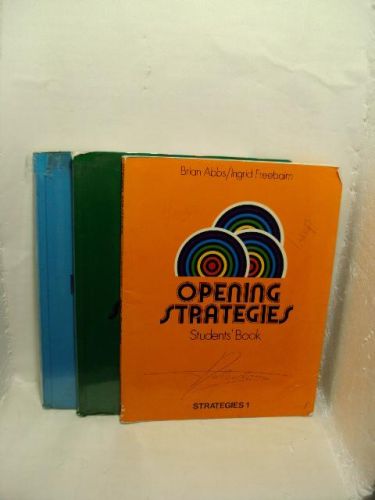 Brian Abbs/Ingrid Freebairn
OPENING
STRATEGIES
Students' Book
STRATEGIES 1